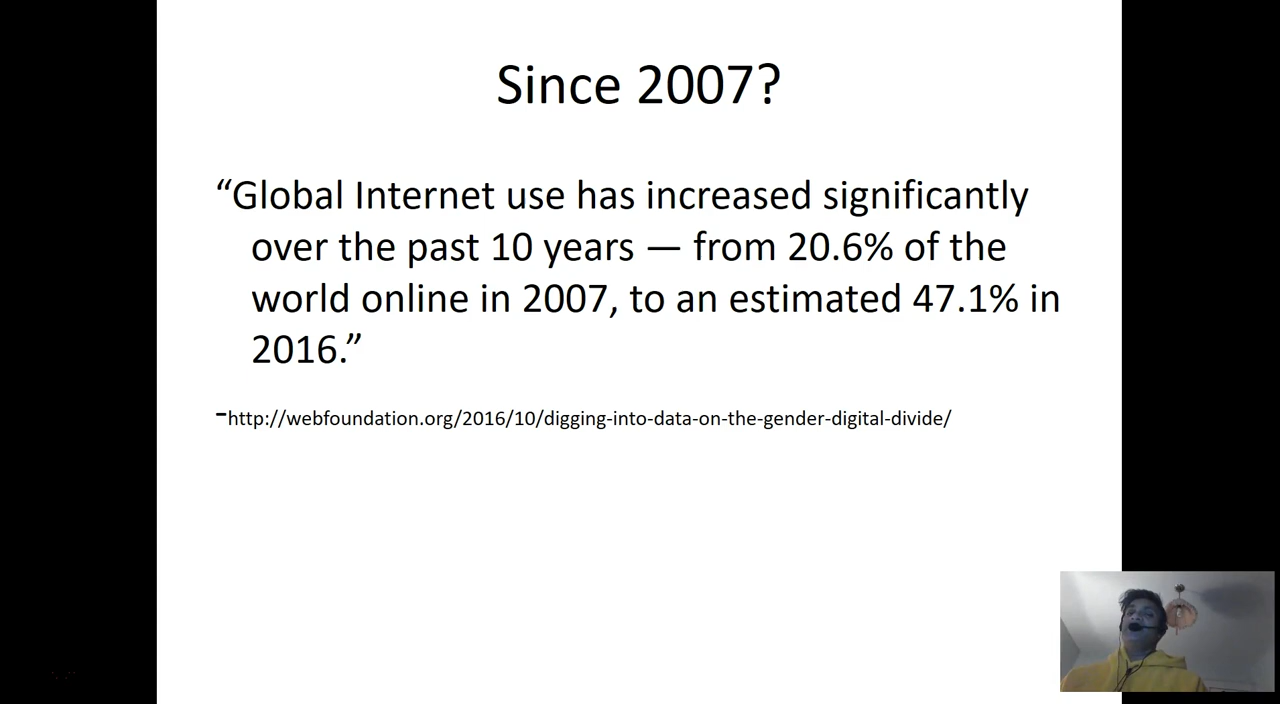 Since 2007?
“Global Internet use has increased significantly
over the past 10 years — from 20.6% of the
world online in 2007, to an estimated 47.1% in
2016.”
-http://webfoundation.org/2016/10/digging-into-data-on-the-gender-digital-divide/